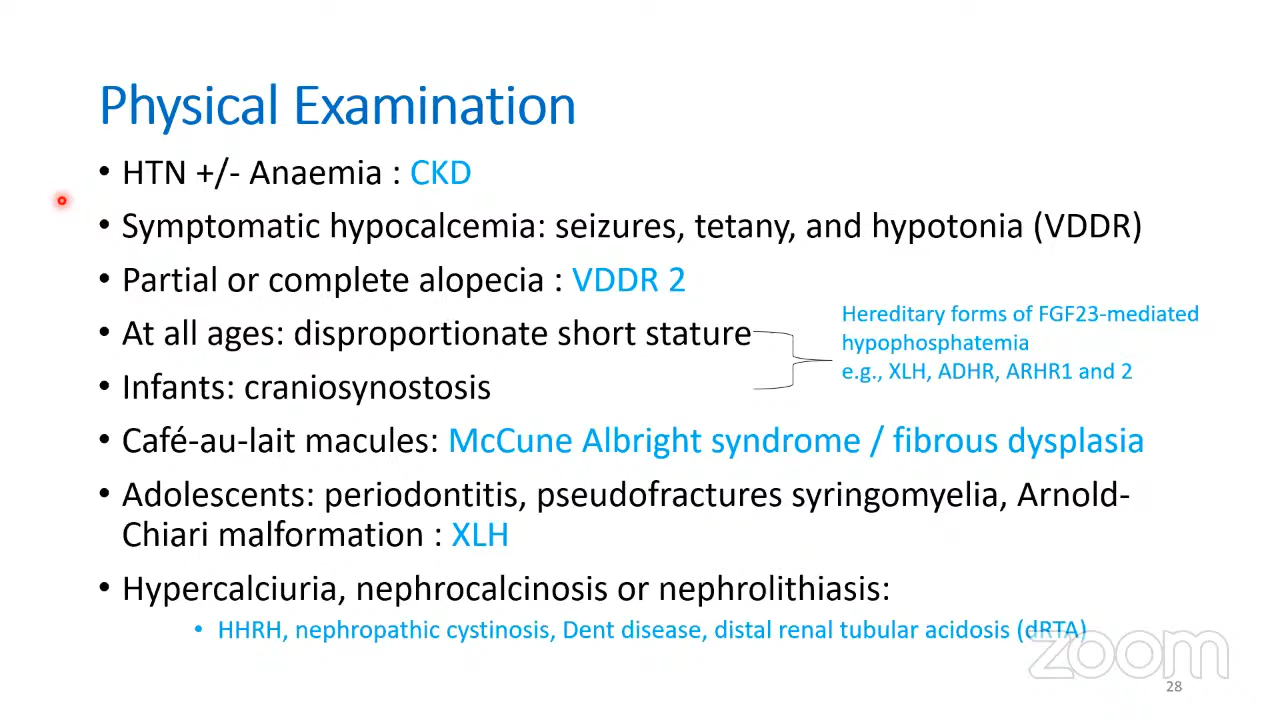 Physical Examination
• HTN +/- Anaemia : CKD
• Symptomatic hypocalcemia: seizures, tetany, and hypotonia (VDDR)
• Partial or complete alopecia : VDDR 2
• At all ages: disproportionate short stature
Hereditary forms of FGF23-mediated
hypophosphatemia
e.g., XLH, ADHR, ARHR1 and 2
• Infants: craniosynostosis
• Café-au-lait macules: McCune Albright syndrome / fibrous dysplasia
• Adolescents: periodontitis, pseudofractures syringomyelia, Arnold-
Chiari malformation : XLH
• Hypercalciuria, nephrocalcinosis or nephrolithiasis:
• HHRH, nephropathic cystinosis, Dent disease, distal renal tubular acidosis (dRTA)
zoom
28